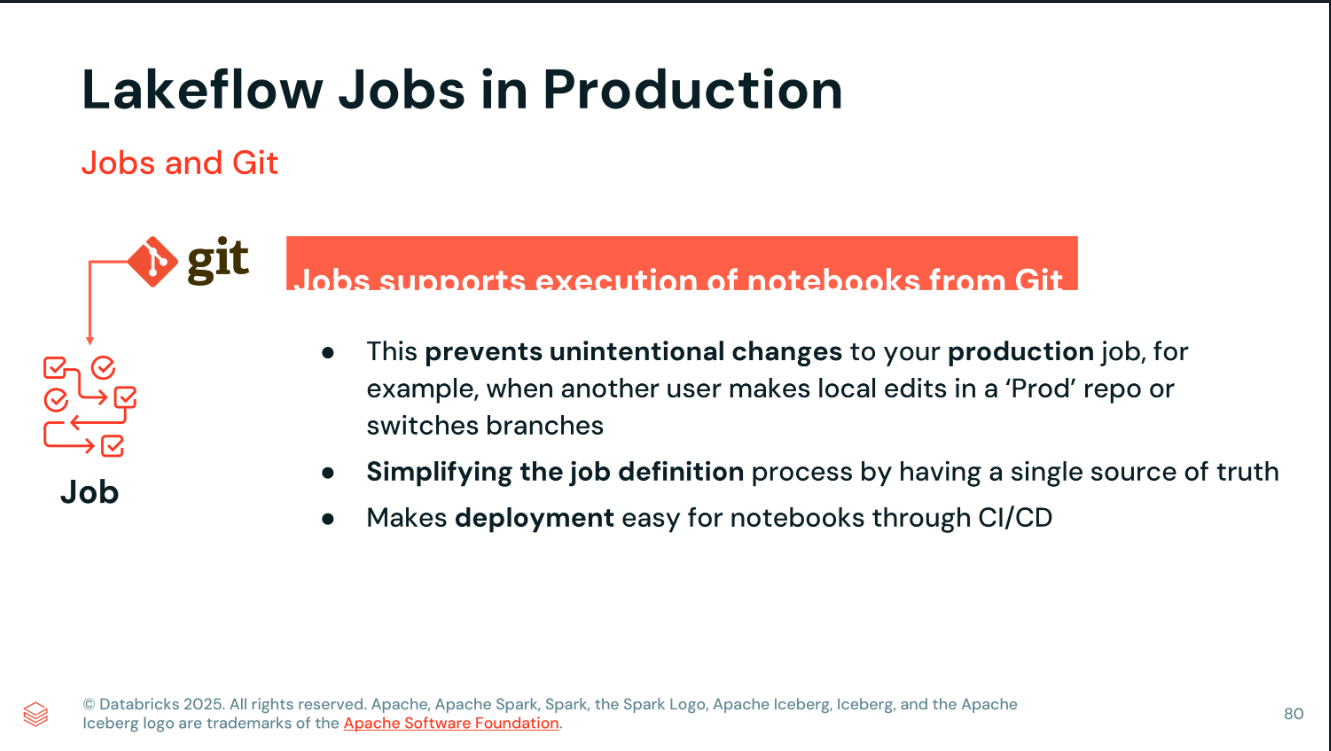 Lakeflow Jobs in Production
Jobs and Git
git
Jobs supports execution of notebooks from Git
● This prevents unintentional changes to your production job, for
example, when another user makes local edits in a ‘Prod’ repo or
switches branches
● Simplifying the job definition process by having a single source of truth
● Makes deployment easy for notebooks through CI/CD
Job
© Databricks 2025. All rights reserved. Apache, Apache Spark, Spark, the Spark Logo, Apache Iceberg, Iceberg, and the Apache
Iceberg logo are trademarks of the Apache Software Foundation.
80